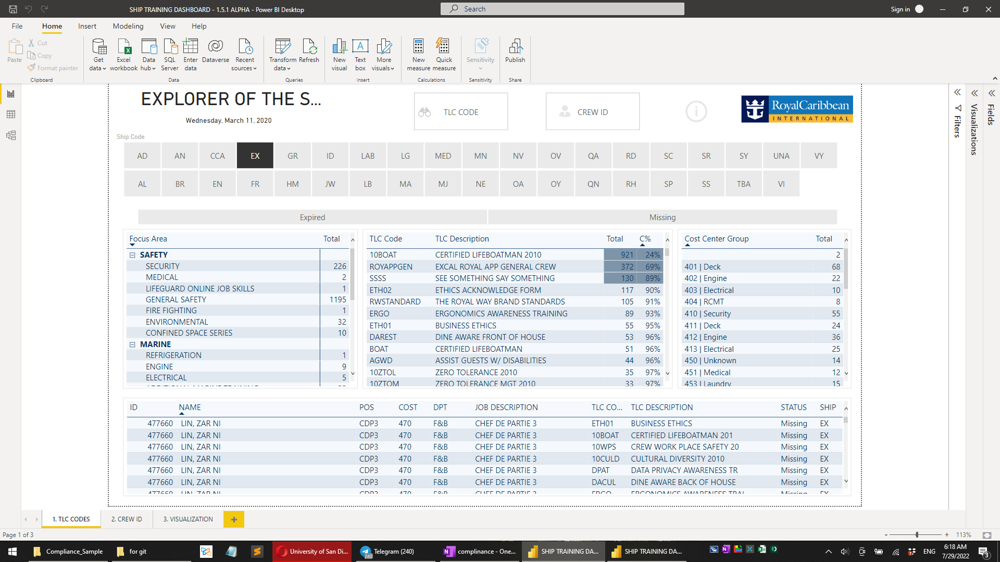 SHIP TRAINING DASHBOARD - 1.5.1 ALPHA - Power BI Desktop
Search
Sign in
File Home Insert Modeling View Help
Paste
Cut
Copy
Format painter
Clipboard
Get data
Excel workbook
Data hub
SQL Server
Enter data
Dataverse
Recent sources
Data
Transform data
Refresh
Queries
New visual
Text box
More visuals
Insert
New measure
Quick measure
Calculations
Sensitivity
Sensitivity
Publish
Share
EXPLORER OF THE S...
Wednesday, March 11, 2020
TLC CODE
CREW ID
RoyalCaribbean
INTERNATIONAL
Filters
Visualizations
Fields
Ship Code
AD AN CCA EX GR ID LAB LG MED MN NV OV QA RD SC SR SY UNA VY
AL BR EN FR HM JW LB MA MJ NE OA OY QN RH SP SS TBA VI
Expired Missing
Focus Area Total
SAFETY
SECURITY 226
MEDICAL 2
LIFEGUARD ONLINE JOB SKILLS 1
GENERAL SAFETY 1195
FIRE FIGHTING 1
ENVIRONMENTAL 32
CONFINED SPACE SERIES 10
MARINE
REFRIGERATION 1
ENGINE 9
ELECTRICAL 5
TLC Code TLC Description Total C%
10BOAT CERTIFIED LIFEBOATMAN 2010 921 24%
ROYAPPGEN EXCAL ROYAL APP GENERAL CREW 372 69%
SSSS SEE SOMETHING SAY SOMETHING 130 89%
ETH02 ETHICS ACKNOWLEDGE FORM 117 90%
RWSTANDARD THE ROYAL WAY BRAND STANDARDS 105 91%
ERGO ERGONOMICS AWARENESS TRAINING 89 93%
ETH01 BUSINESS ETHICS 55 95%
DAREST DINE AWARE FRONT OF HOUSE 53 96%
BOAT CERTIFIED LIFEBOATMAN 51 96%
AGWD ASSIST GUESTS W/ DISABILITIES 44 96%
10ZTOL ZERO TOLERANCE 2010 35 97%
10ZTOM ZERO TOLERANCE MGT 2010 33 97%
Cost Center Group Total
2
401 | Deck 68
402 | Engine 22
403 | Electrical 10
404 | RCMT 8
410 | Security 55
411 | Deck 24
412 | Engine 36
413 | Electrical 25
450 | Unknown 14
451 | Medical 12
453 | Laundry 15
ID NAME POS COST DPT JOB DESCRIPTION TLC CO... TLC DESCRIPTION STATUS SHIP
477660 LIN, ZAR NI CDP3 470 F&B CHEF DE PARTIE 3 ETH01 BUSINESS ETHICS Missing EX
477660 LIN, ZAR NI CDP3 470 F&B CHEF DE PARTIE 3 10BOAT CERTIFIED LIFEBOATMAN 201 Missing EX
477660 LIN, ZAR NI CDP3 470 F&B CHEF DE PARTIE 3 10WPS CREW WORK PLACE SAFETY 20 Missing EX
477660 LIN, ZAR NI CDP3 470 F&B CHEF DE PARTIE 3 10CULD CULTURAL DIVERSITY 2010 Missing EX
477660 LIN, ZAR NI CDP3 470 F&B CHEF DE PARTIE 3 DPAT DATA PRIVACY AWARENESS TR Missing EX
477660 LIN, ZAR NI CDP3 470 F&B CHEF DE PARTIE 3 DACUL DINE AWARE BACK OF HOUSE Missing EX
477660 LIN, ZAR NI CDP3 470 F&B CHEF DE PARTIE 3 ERGO ERGONOMICS AWARENESS TRAI Missing EX
1. TLC CODES 2. CREW ID 3. VISUALIZATION +
Page 1 of 3
- + 113%
Compliance_Sample
for git
University of San Di...
Telegram (240)
240
complinance - One...
SHIP TRAINING DA...
SHIP TRAINING DA...
ENG
6:18 AM
7/29/2022
3